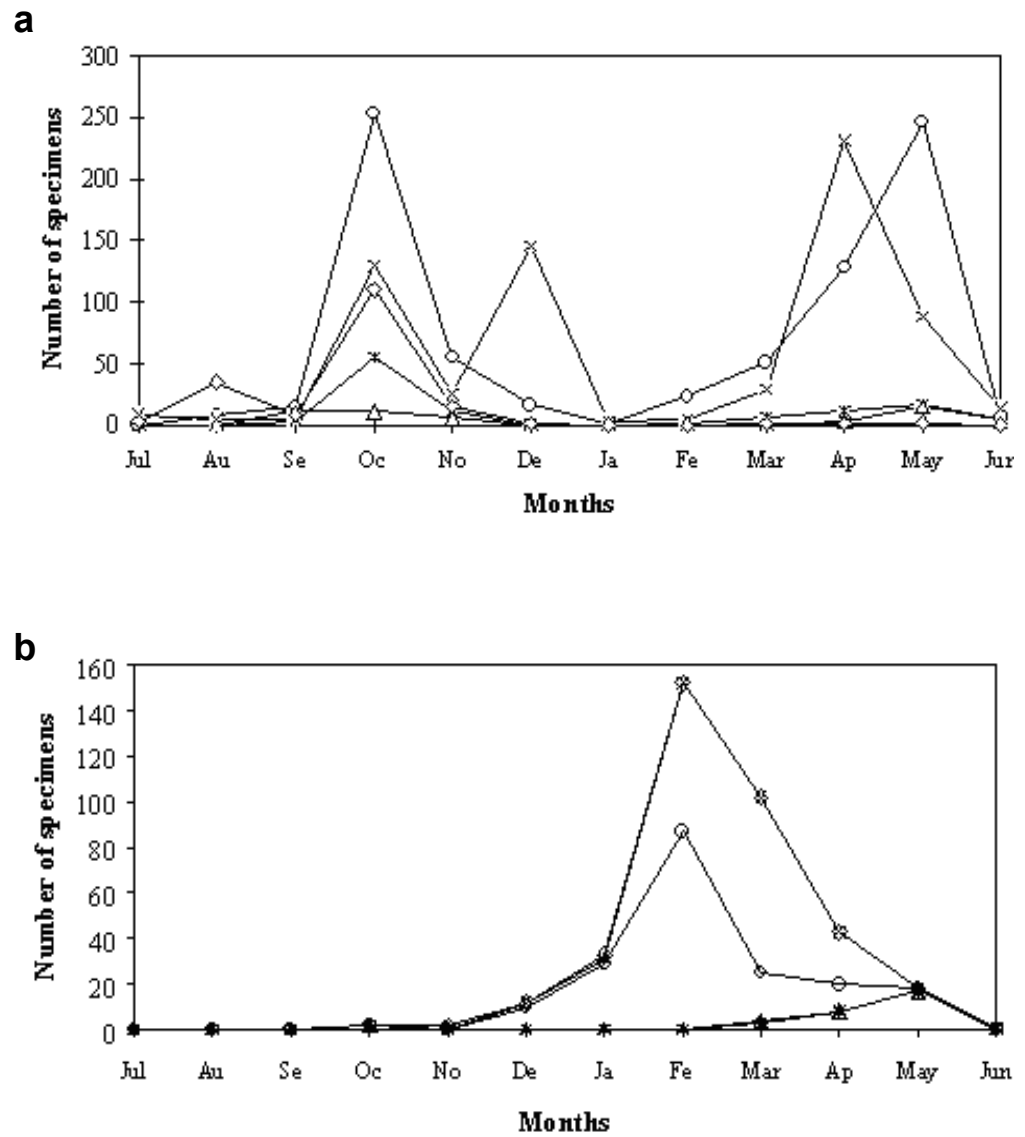 a
300
250
200
150
100
50
0
Number of specimens
Jul Au Se Oc No De Ja Fe Mar Ap May Jur
Months
b
160
140
120
100
80
60
40
20
0
Number of specimens
Jul Au Se Oc No De Ja Fe Mar Ap May Jun
Months